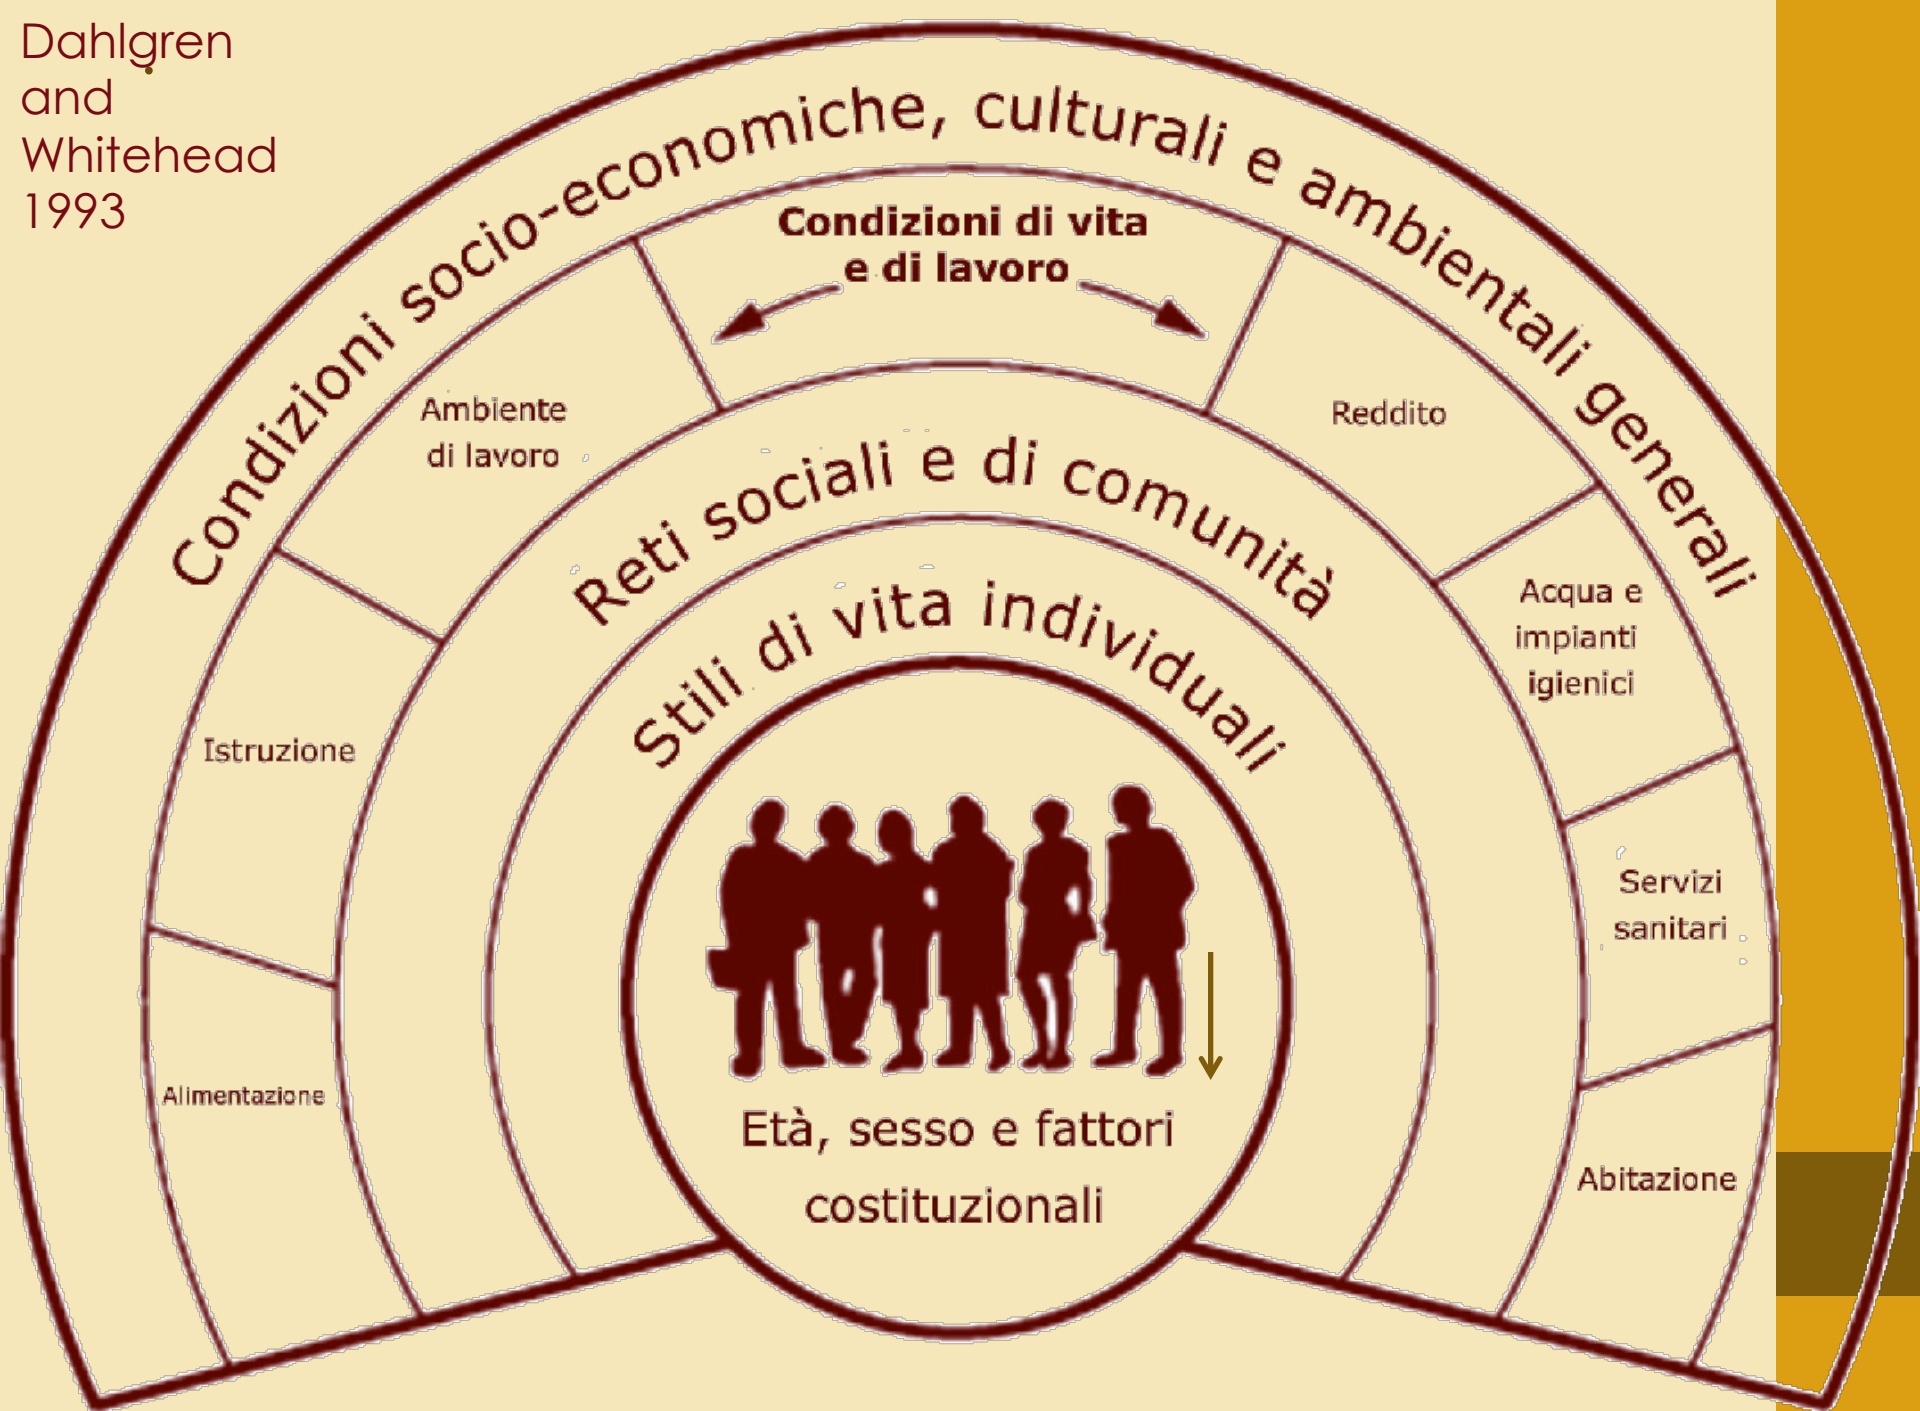 Dahlgren
and
Whitehead
1993
Condizioni socio-economiche, culturali e ambientali generali
Condizioni di vita
e di lavoro
Ambiente
di lavoro
Reddito
Reti sociali e di comunità
Acqua e
impianti
igienici
Stili di vita individuali
Istruzione
Servizi
sanitari
Alimentazione
Età, sesso e fattori
costituzionali
Abitazione